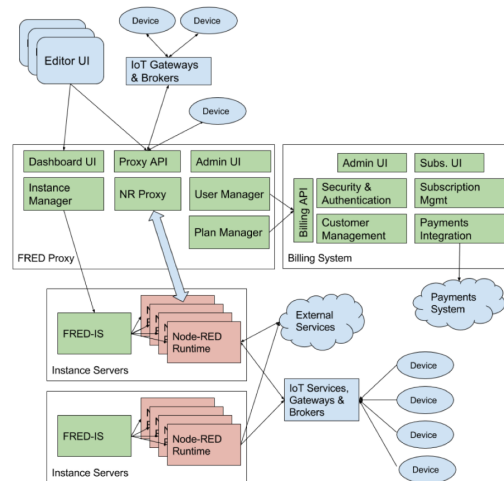 Device
Device
Editor UI
IoT Gateways
& Brokers
Device
Dashboard UI
Proxy API
Admin UI
Instance
Manager
NR Proxy
User Manager
Plan Manager
FRED Proxy
Billing API
Admin UI
Subs. UI
Security &
Authentication
Subscription
Mgmt
Customer
Management
Payments
Integration
Billing System
Payments
System
External
Services
FRED-IS
Node-RED
Runtime
Instance Servers
IoT Services,
Gateways &
Brokers
Device
Device
Device
Device
FRED-IS
Node-RED
Runtime
Instance Servers